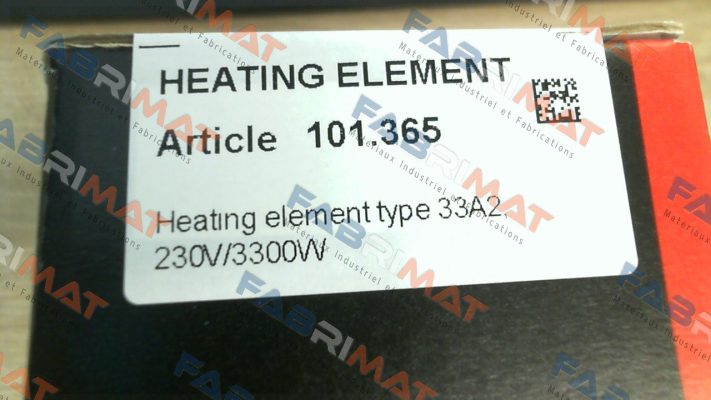 HEATING ELEMENT
Article 101.365
Heating element type 33A2,
230V/3300W
FABRIMAT
Materiaux Industriel et Fabrications